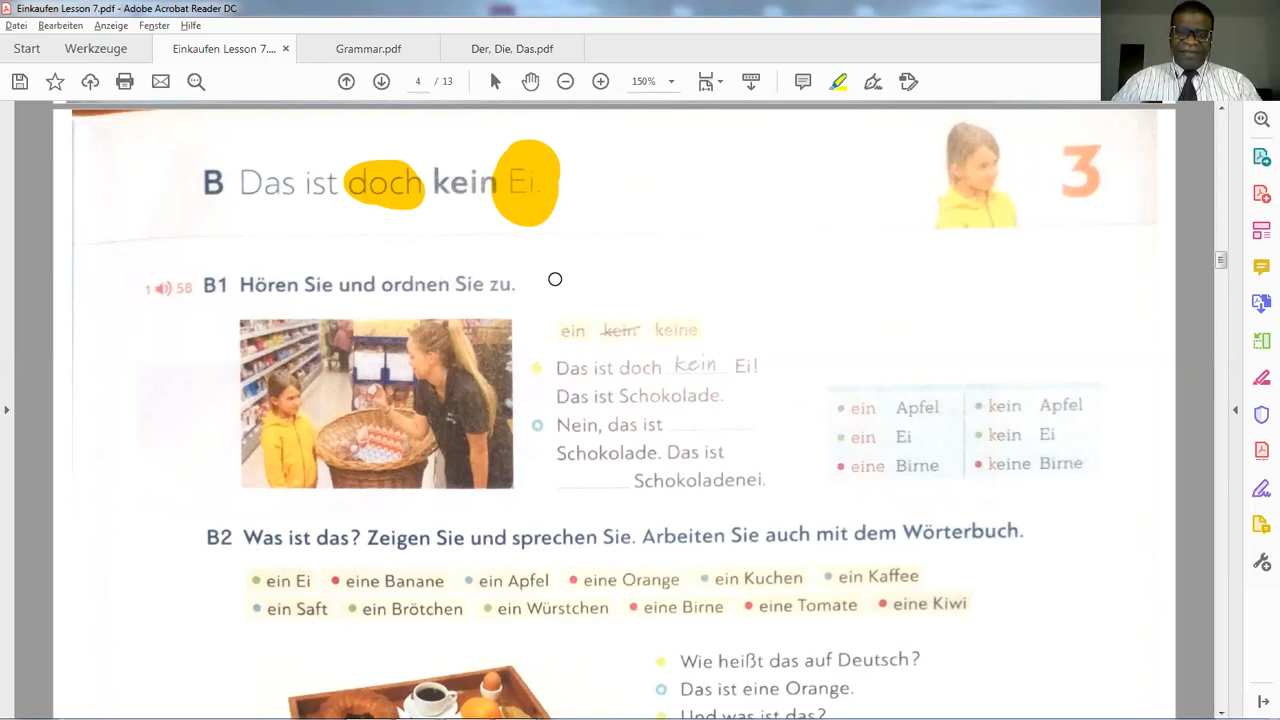 Einkaufen Lesson 7.pdf - Adobe Acrobat Reader DC
Datei Bearbeiten Anzeige Fenster Hilfe
Start Werkzeuge Einkaufen Lesson 7.... × Grammar.pdf Der, Die, Das.pdf
4 / 13 150%
B Das ist doch kein Ei.
3
1 58 B1 Hören Sie und ordnen Sie zu.
ein kein keine
Das ist doch kein Ei!
Das ist Schokolade.
Nein, das ist
Schokolade. Das ist
Schokoladenei.
ein Apfel kein Apfel
ein Ei kein Ei
eine Birne keine Birne
B2 Was ist das? Zeigen Sie und sprechen Sie. Arbeiten Sie auch mit dem Wörterbuch.
ein Ei eine Banane ein Apfel eine Orange ein Kuchen ein Kaffee
ein Saft ein Brötchen ein Würstchen eine Birne eine Tomate eine Kiwi
Wie heißt das auf Deutsch?
Das ist eine Orange.
Und was ist das?